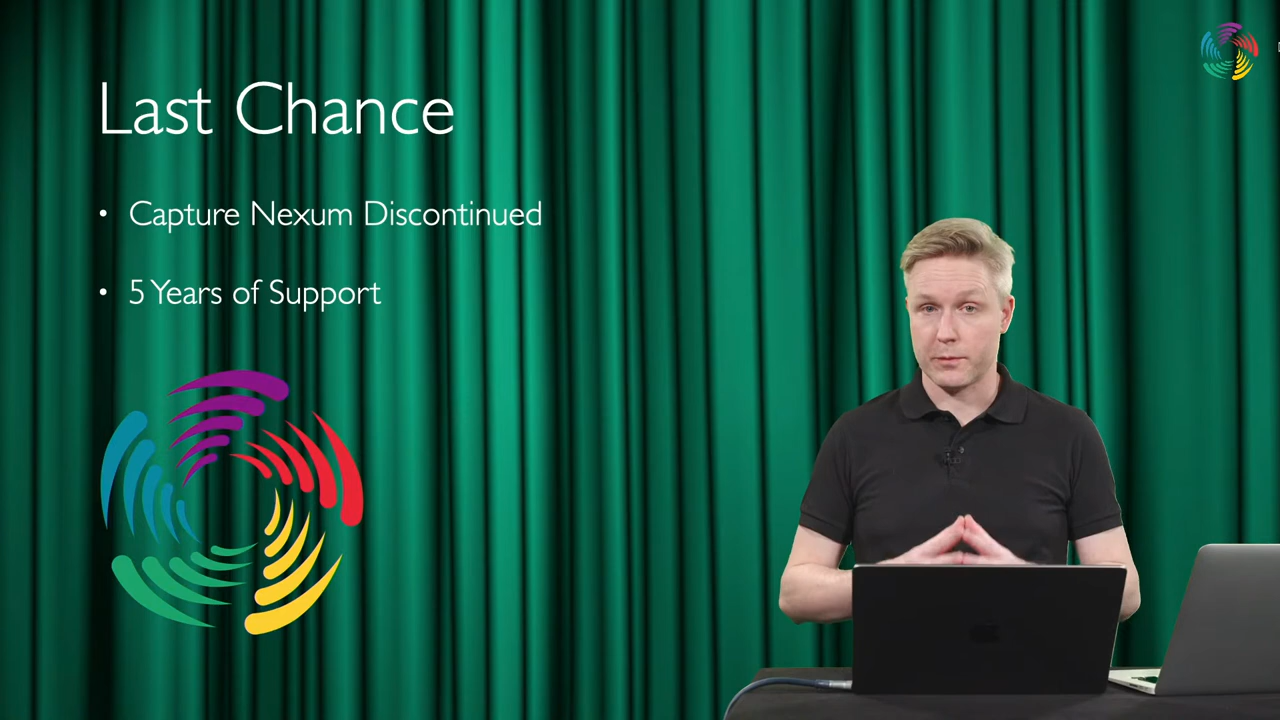 Last Chance
• Capture Nexum Discontinued
• 5 Years of Support